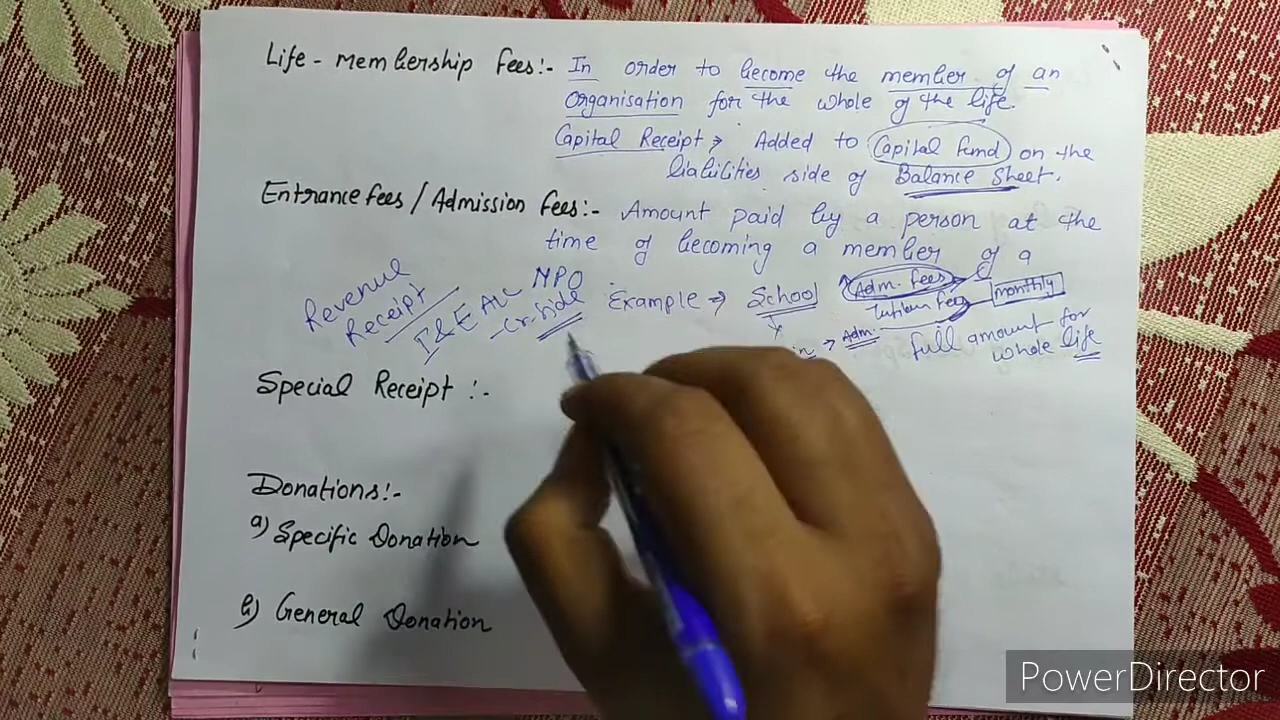 Life - membership fees:- In order to become the member of an
Organisation for the whole of the life.
Capital Receipt → Added to Capital Fund on the
liabilities side of Balance Sheet.
Entrance fees / Admission fees:- Amount paid by a person at the
time of becoming a member of a
NPO Example → School Adm. fees
Tution fees monthly
Revenue
Receipt
I & E A/c
Cr. Side
→ Adm. full amount for
whole life
Special Receipt :-
Donations:-
a) Specific Donation
b) General Donation
PowerDirector